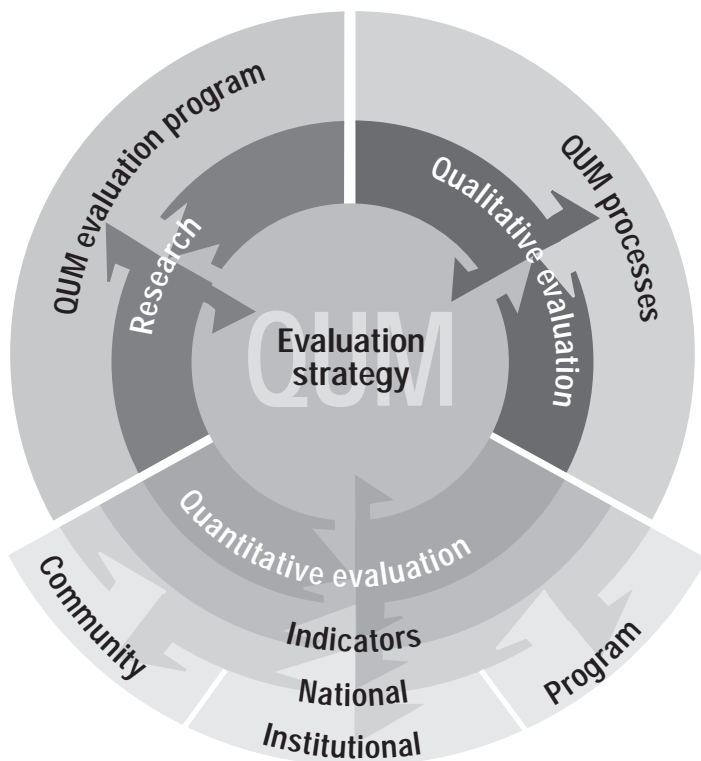 QUM evaluation program
QUM processes
Research
Qualitative evaluation
QUM
Evaluation
strategy
Quantitative evaluation
Indicators
National
Community
Institutional
Program